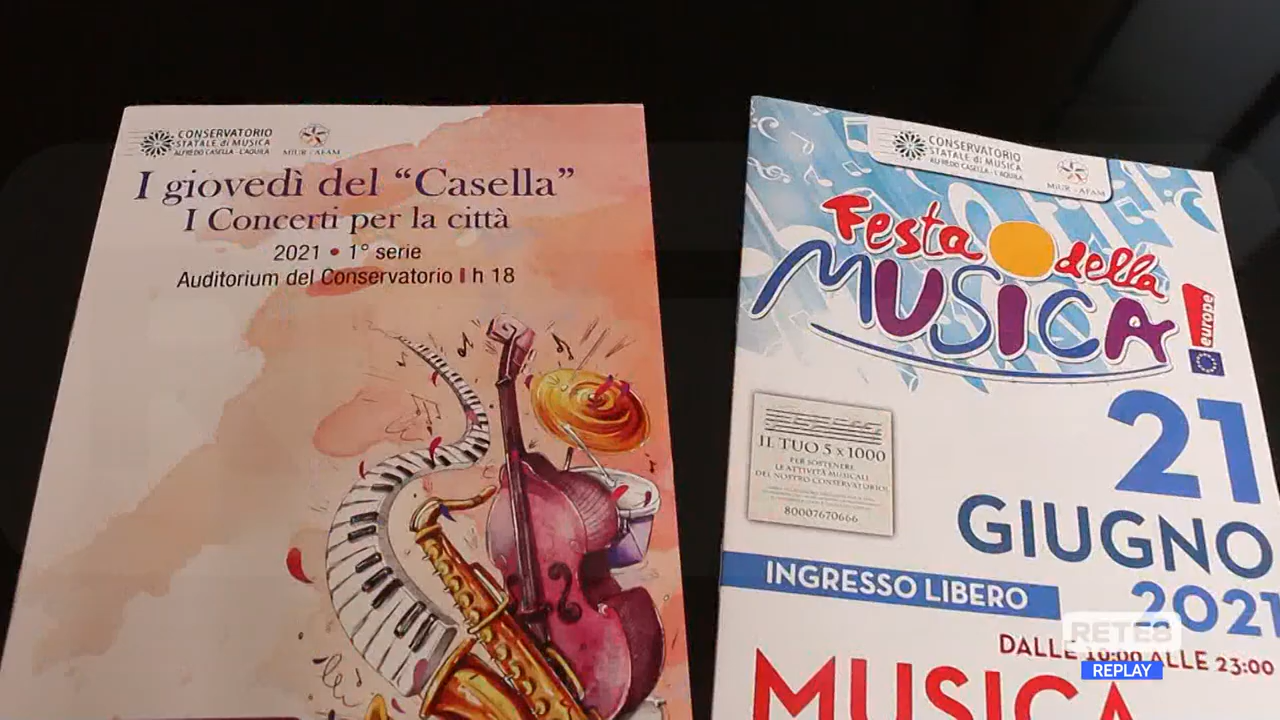 CONSERVATORIO
STATALE di MUSICA
ALFREDO CASELLA - L'AQUILA
MIUR - AFAM
I giovedì del “Casella”
I Concerti per la città
2021 • 1° serie
Auditorium del Conservatorio I h 18
CONSERVATORIO
STATALE di MUSICA
ALFREDO CASELLA - L'AQUILA
MIUR - AFAM
Festa della
MUSICA
europe
IL TUO 5 x 1000
PER SOSTENERE
LE ATTIVITÀ MUSICALI
DEL NOSTRO CONSERVATORIO!
80007670666
21
GIUGNO
2021
INGRESSO LIBERO
DALLE 10:00 ALLE 23:00
MUSICA
RETE8
REPLAY